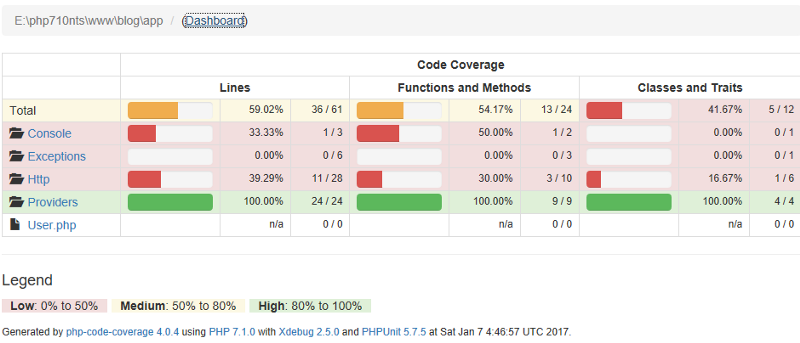 E:\php710nts\www\blog\app / (Dashboard)
Code Coverage
Lines Functions and Methods Classes and Traits
Total 59.02% 36 / 61 54.17% 13 / 24 41.67% 5 / 12
Console 33.33% 1 / 3 50.00% 1 / 2 0.00% 0 / 1
Exceptions 0.00% 0 / 6 0.00% 0 / 3 0.00% 0 / 1
Http 39.29% 11 / 28 30.00% 3 / 10 16.67% 1 / 6
Providers 100.00% 24 / 24 100.00% 9 / 9 100.00% 4 / 4
User.php n/a 0 / 0 n/a 0 / 0 n/a 0 / 0
Legend
Low: 0% to 50% Medium: 50% to 80% High: 80% to 100%
Generated by php-code-coverage 4.0.4 using PHP 7.1.0 with Xdebug 2.5.0 and PHPUnit 5.7.5 at Sat Jan 7 4:46:57 UTC 2017.